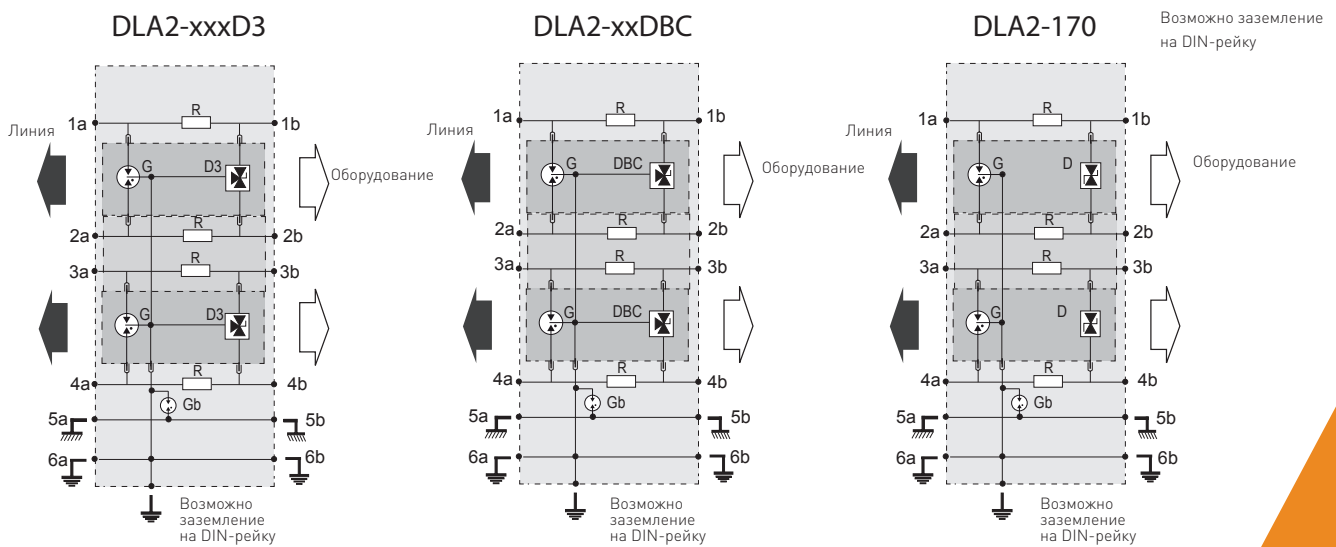 DLA2-xxxD3
DLA2-xxDBC
DLA2-170
Возможно заземление
на DIN-рейку
Линия
1a
R
1b
G
D3
Оборудование
2a
R
2b
3a
R
3b
G
D3
4a
R
4b
Gb
5a
5b
6a
6b
Возможно
заземление
на DIN-рейку
Линия
1a
R
1b
G
DBC
Оборудование
2a
R
2b
3a
R
3b
G
DBC
4a
R
4b
Gb
5a
5b
6a
6b
Возможно
заземление
на DIN-рейку
Линия
1a
R
1b
G
D
Оборудование
2a
R
2b
3a
R
3b
G
D
4a
R
4b
Gb
5a
5b
6a
6b
Возможно
заземление
на DIN-рейку